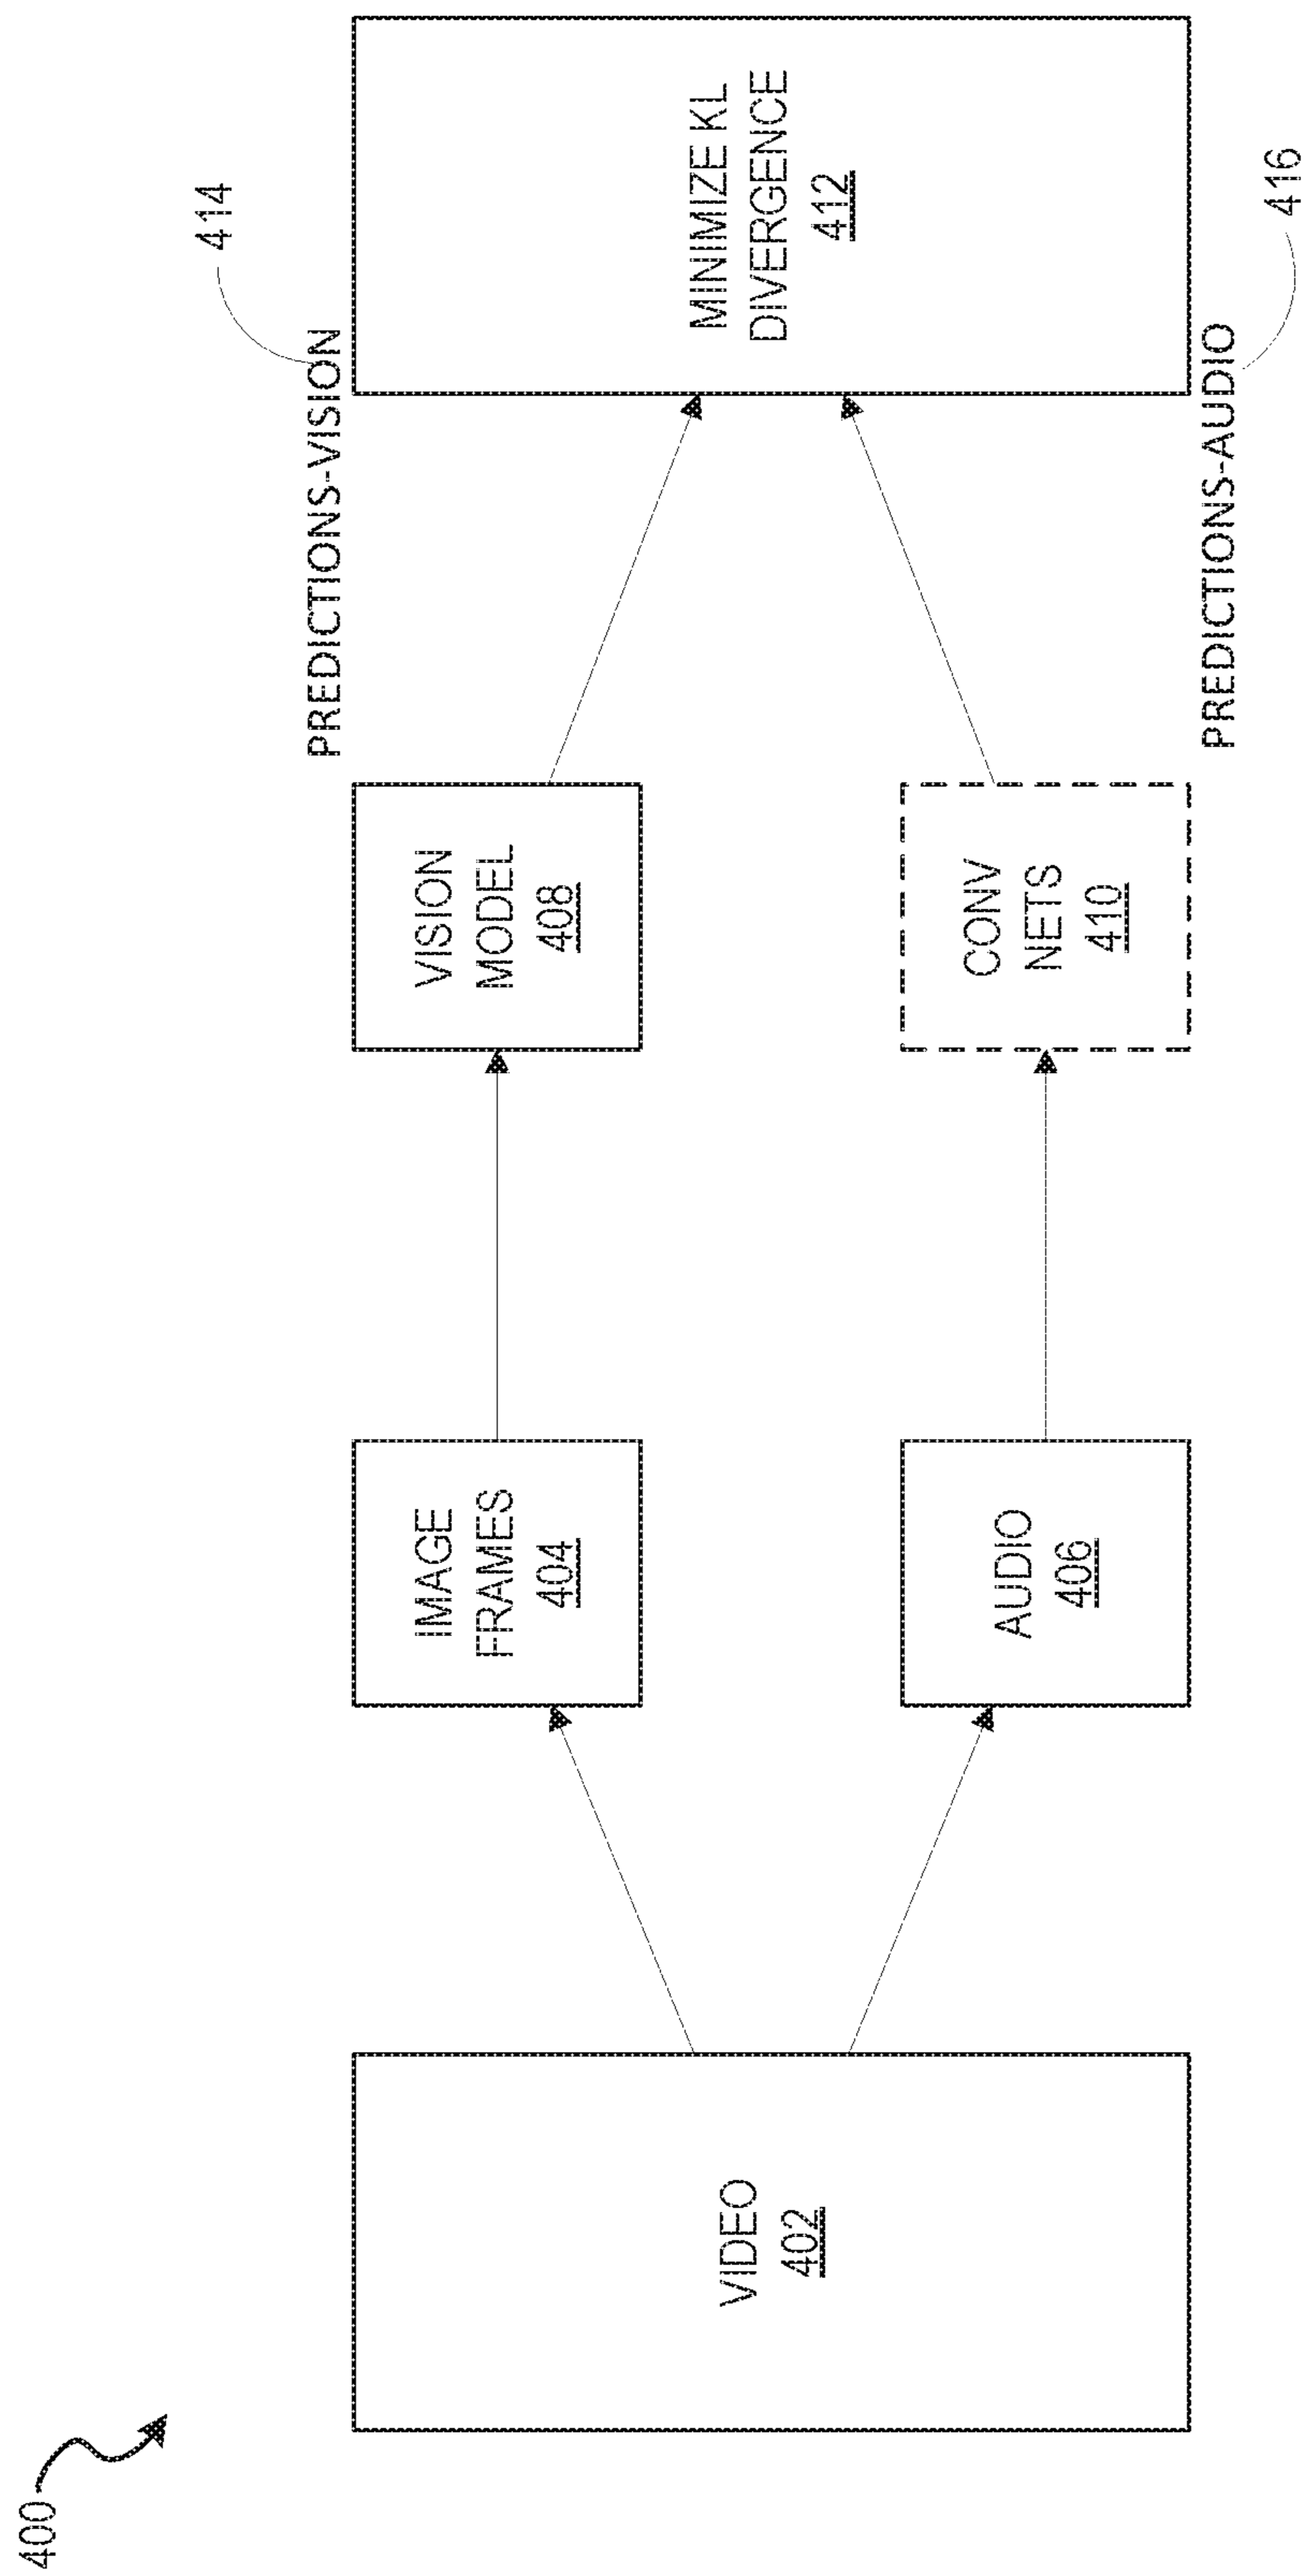 400
VIDEO
402
IMAGE
FRAMES
404
AUDIO
406
VISION
MODEL
408
CONV
NETS
410
PREDICTIONS-VISION
414
PREDICTIONS-AUDIO
416
MINIMIZE KL
DIVERGENCE
412